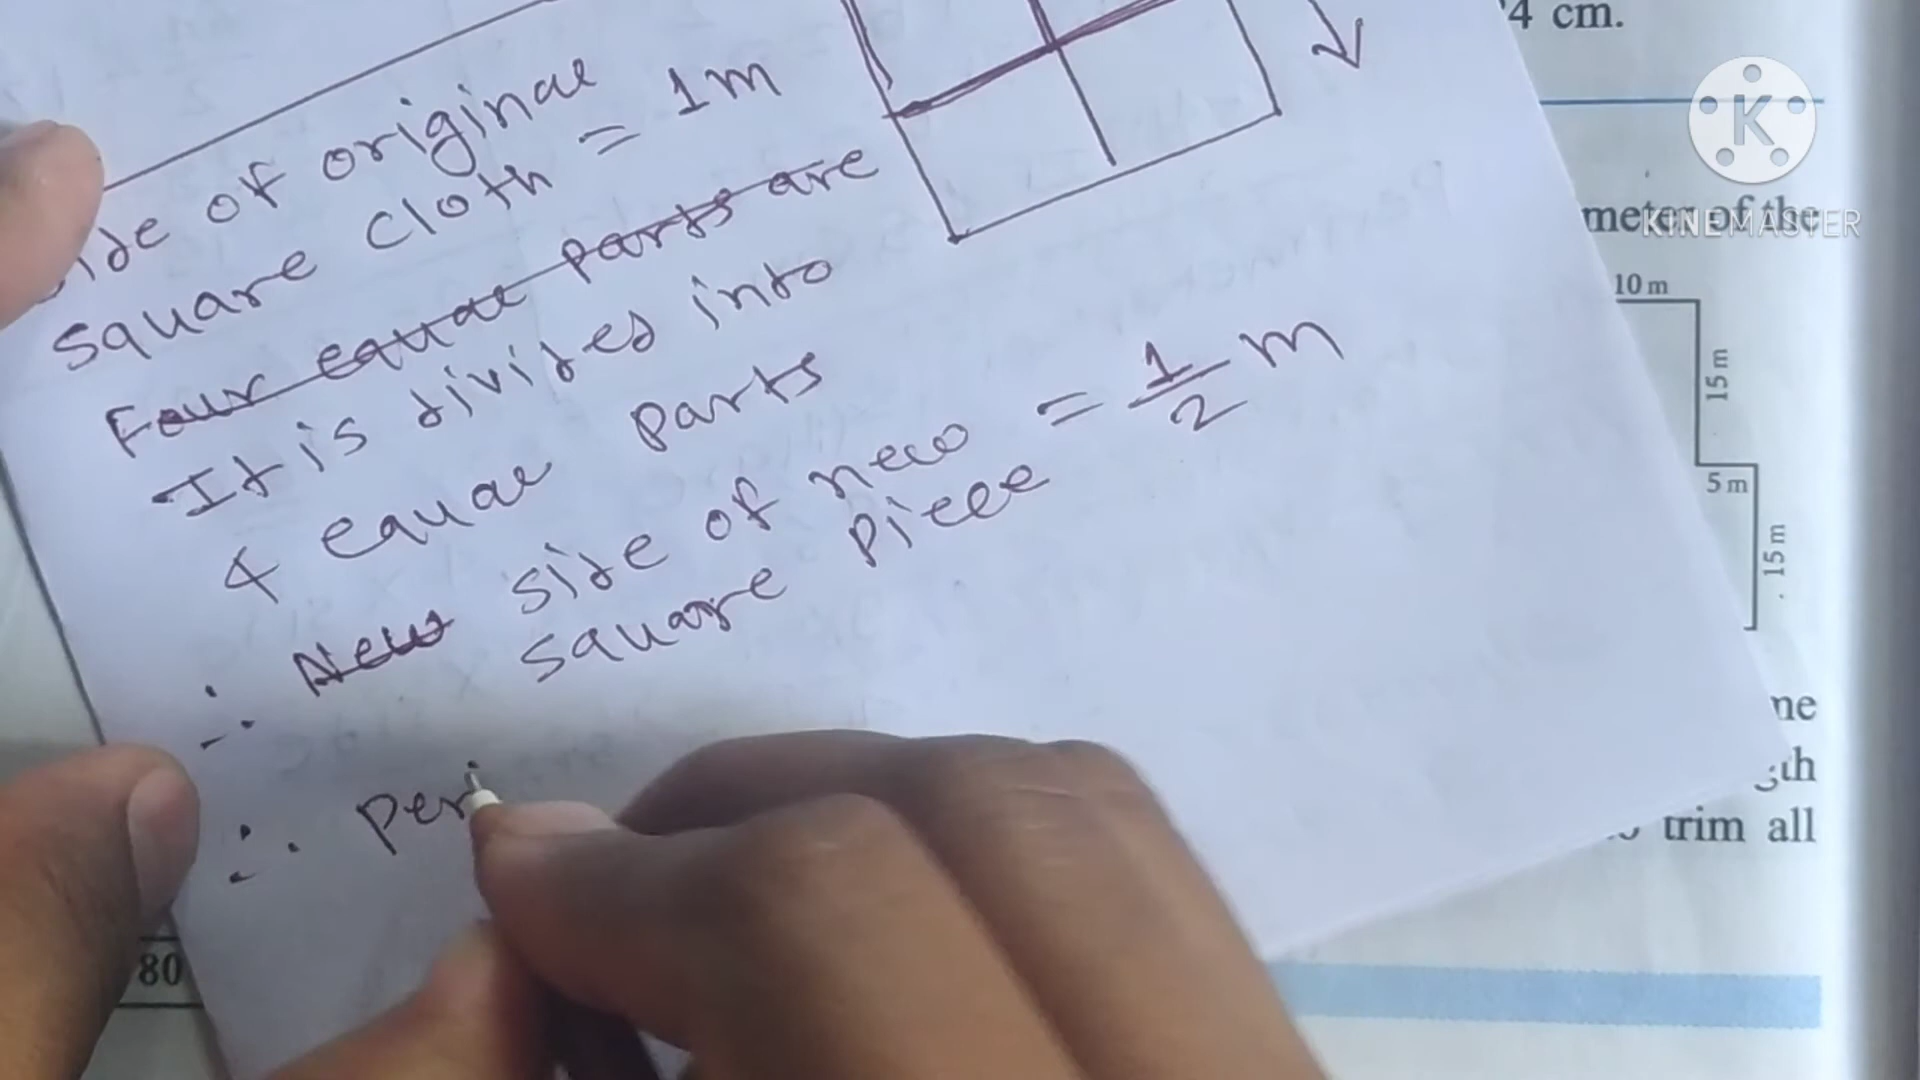 ide of original
square cloth = 1m
Four equal parts are
It is divided into
4 equal parts
∴ New side of new = 1/2 m
square piece
∴ Peri
4 cm.
KINEMASTER
meter of the
10 m
15 m
5 m
15 m
ne
gth
trim all
80